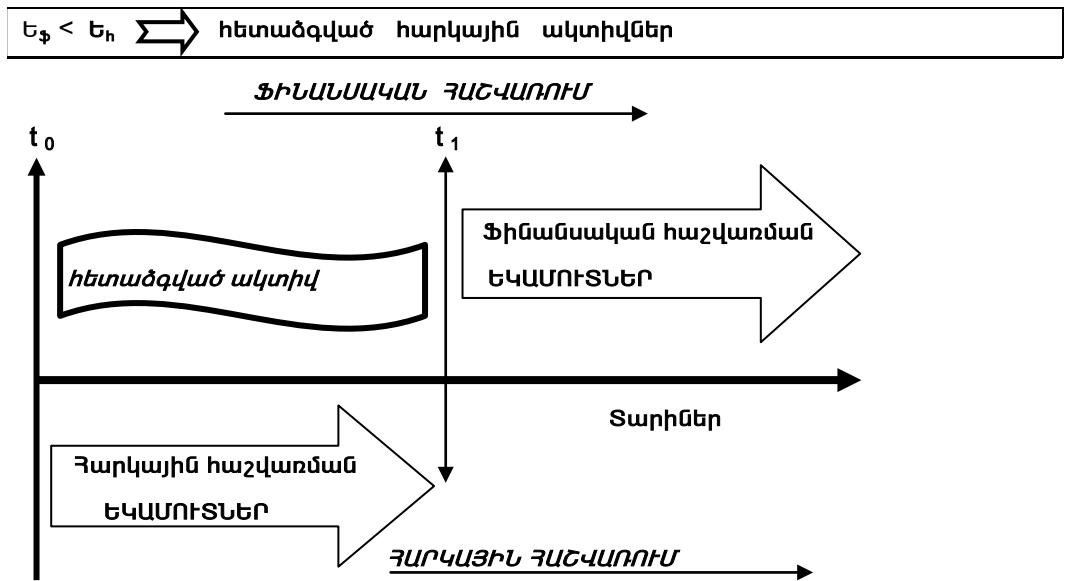 Եֆ < Եհ հետաձգված հարկային ակտիվներ
ՖԻՆԱՆՍԱԿԱՆ ՀԱՇՎԱՌՈՒՄ
t 0
t 1
Ֆինանսական հաշվառման
ԵԿԱՄՈՒՏՆԵՐ
հետաձգված ակտիվ
Տարիներ
Հարկային հաշվառման
ԵԿԱՄՈՒՏՆԵՐ
ՀԱՐԿԱՅԻՆ ՀԱՇՎԱՌՈՒՄ